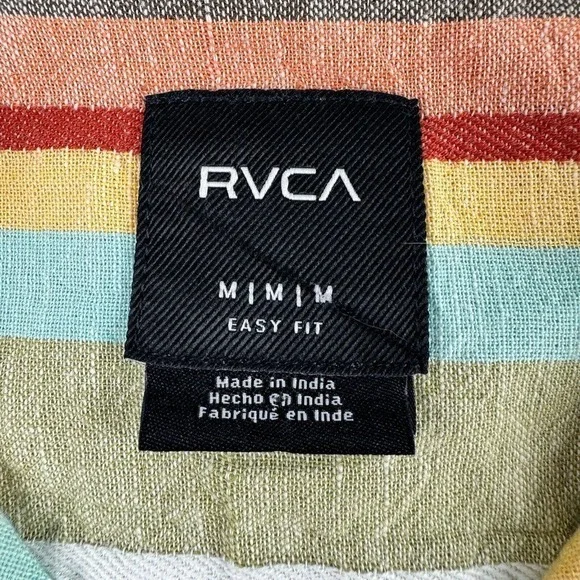 RVCA
M|M|M
EASY FIT
Made in India
Hecho en India
Fabriqué en Inde